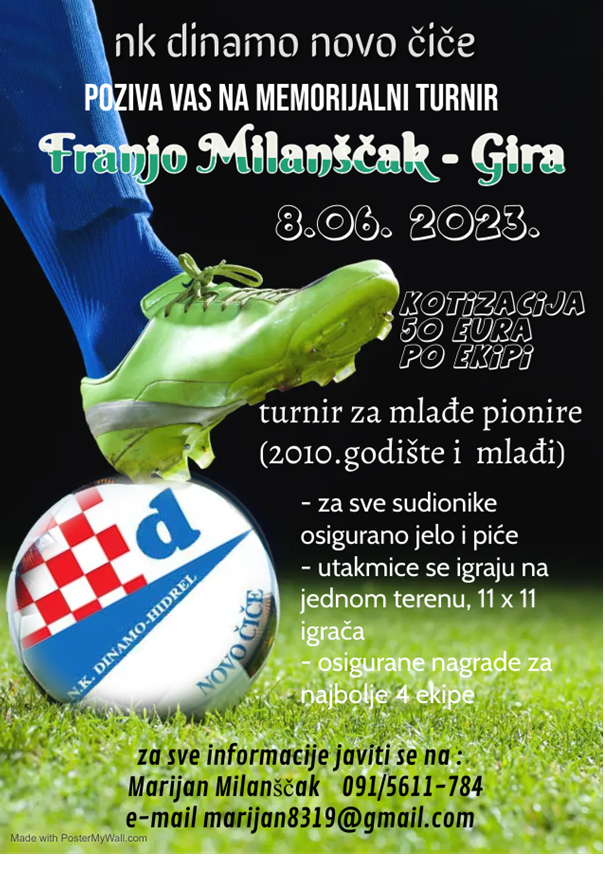 nk dinamo novo čiče
POZIVA VAS NA MEMORIJALNI TURNIR
Franjo Milanščak - Gira
8.06. 2023.
KOTIZACIJA
50 EURA
PO EKIPI
turnir za mlađe pionire
(2010.godište i mlađi)
- za sve sudionike
osigurano jelo i piće
- utakmice se igraju na
jednom terenu, 11 x 11
igrača
- osigurane nagrade za
najbolje 4 ekipe
d
N.K. DINAMO-HIDREL
NOVO ČIČE
za sve informacije javiti se na :
Marijan Milanščak 091/5611-784
e-mail marijan8319@gmail.com
Made with PosterMyWall.com